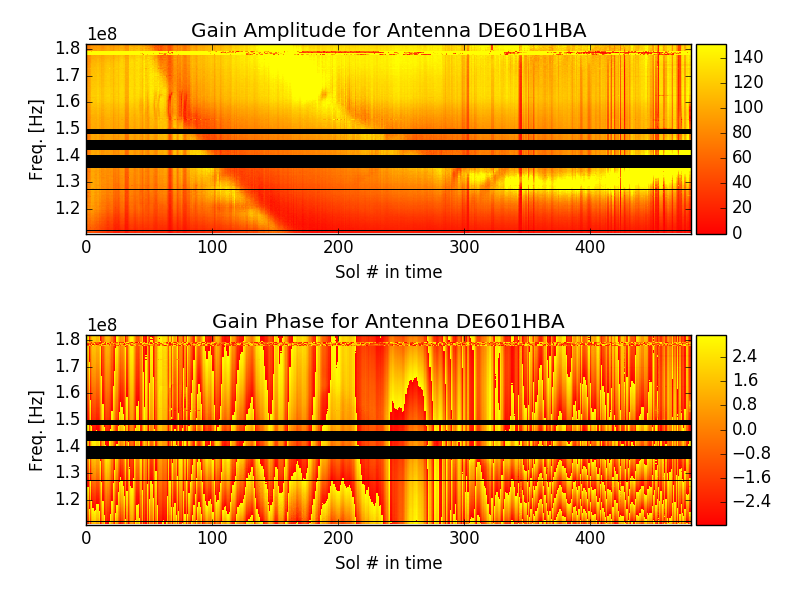 Gain Amplitude for Antenna DE601HBA
1e8
1.8
1.7
1.6
1.5
1.4
1.3
1.2
Freq. [Hz]
0 100 200 300 400
Sol # in time
140
120
100
80
60
40
20
0
Gain Phase for Antenna DE601HBA
1e8
1.8
1.7
1.6
1.5
1.4
1.3
1.2
Freq. [Hz]
0 100 200 300 400
Sol # in time
2.4
1.6
0.8
0.0
−0.8
−1.6
−2.4